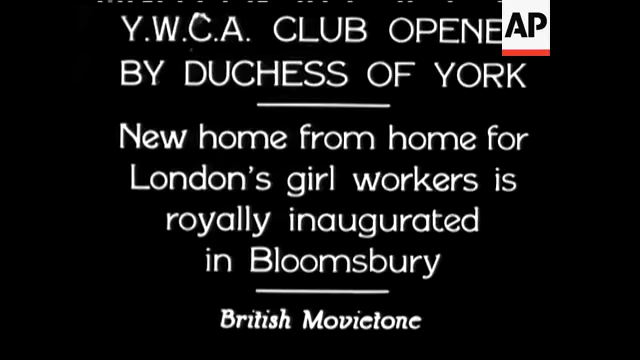 Y.W.C.A. CLUB OPENE
AP
BY DUCHESS OF YORK
New home from home for
London's girl workers is
royally inaugurated
in Bloomsbury
British Movietone